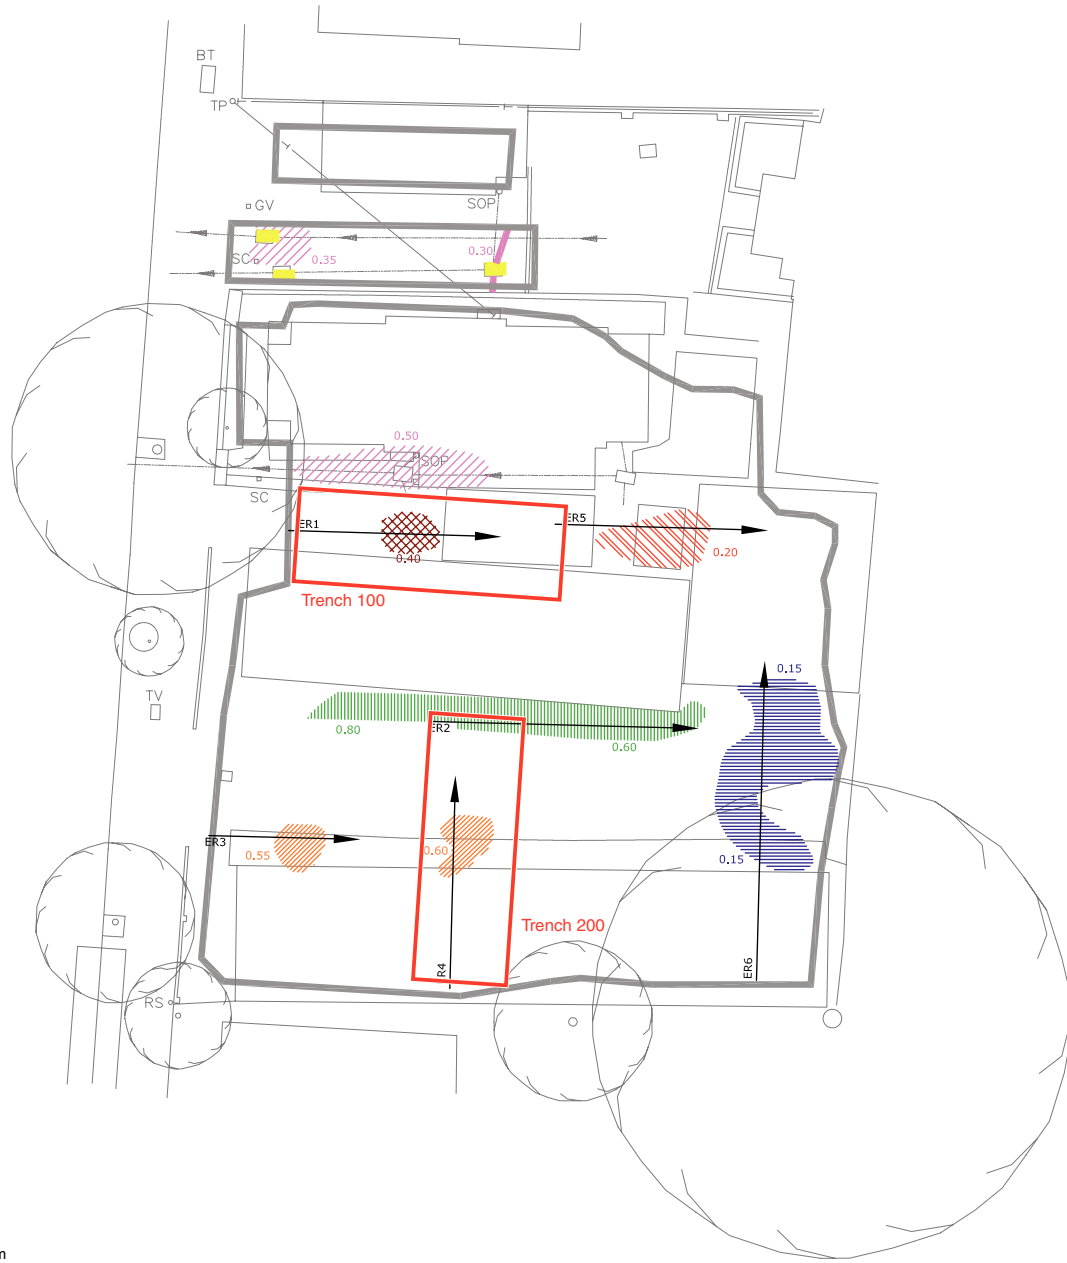 BT
TP
GV
SOP
0.30
SC
0.35
0.50
SOP
SC
ER1
ER5
0.40
0.20
Trench 100
0.15
TV
ER2
0.80
0.60
ER3
0.55
0.60
0.15
Trench 200
R4
ER6
RS
m